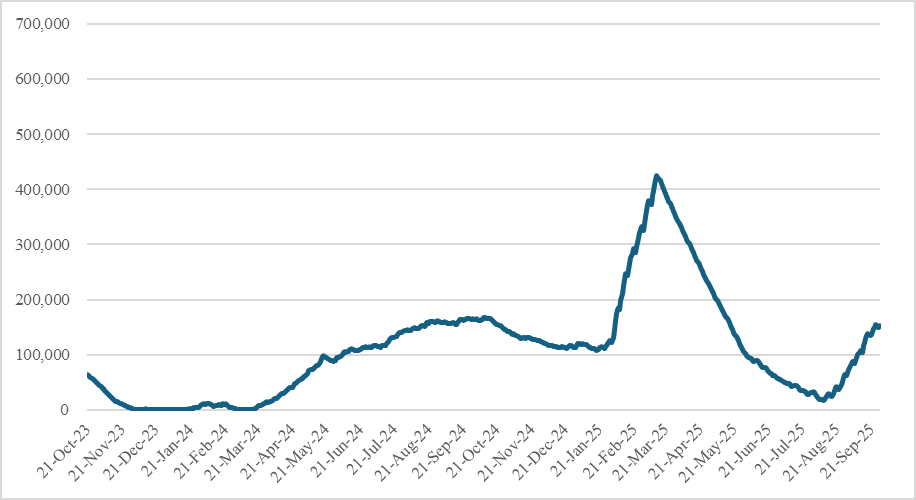 700,000
600,000
500,000
400,000
300,000
200,000
100,000
0
21-Oct-23
21-Nov-23
21-Dec-23
21-Jan-24
21-Feb-24
21-Mar-24
21-Apr-24
21-May-24
21-Jun-24
21-Jul-24
21-Aug-24
21-Sep-24
21-Oct-24
21-Nov-24
21-Dec-24
21-Jan-25
21-Feb-25
21-Mar-25
21-Apr-25
21-May-25
21-Jun-25
21-Jul-25
21-Aug-25
21-Sep-25